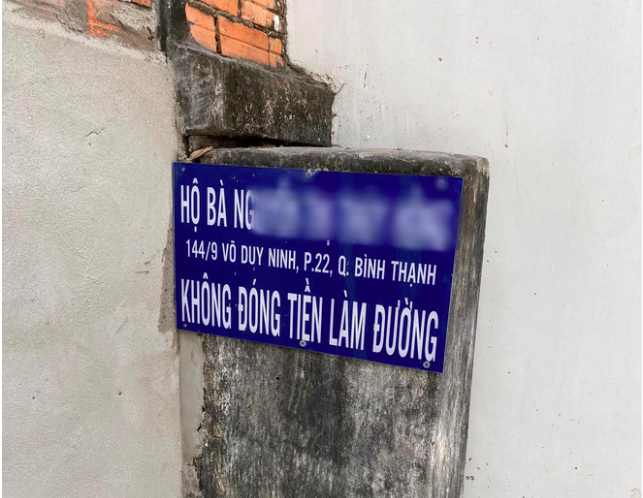 HỘ BÀ NG
144/9 VÕ DUY NINH, P.22, Q. BÌNH THẠNH
KHÔNG ĐÓNG TIỀN LÀM ĐƯỜNG